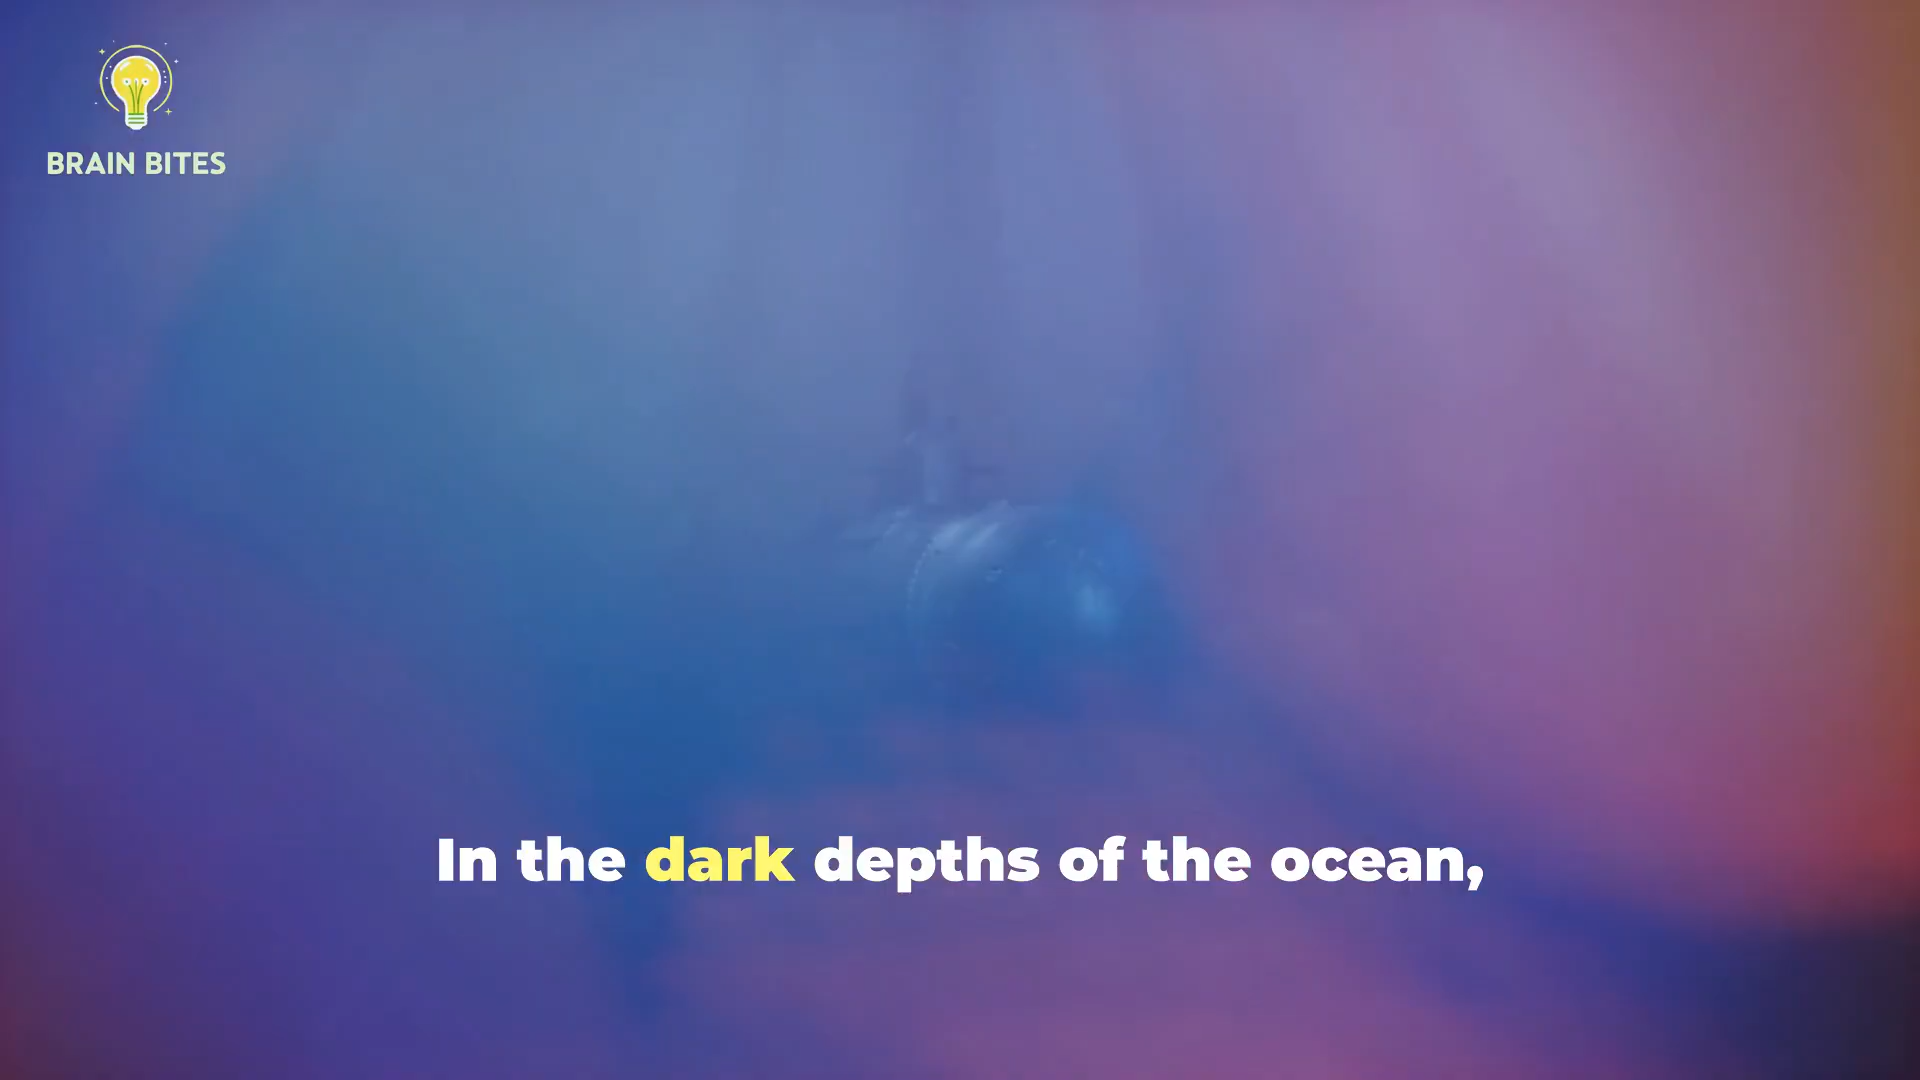 BRAIN BITES
In the dark depths of the ocean,